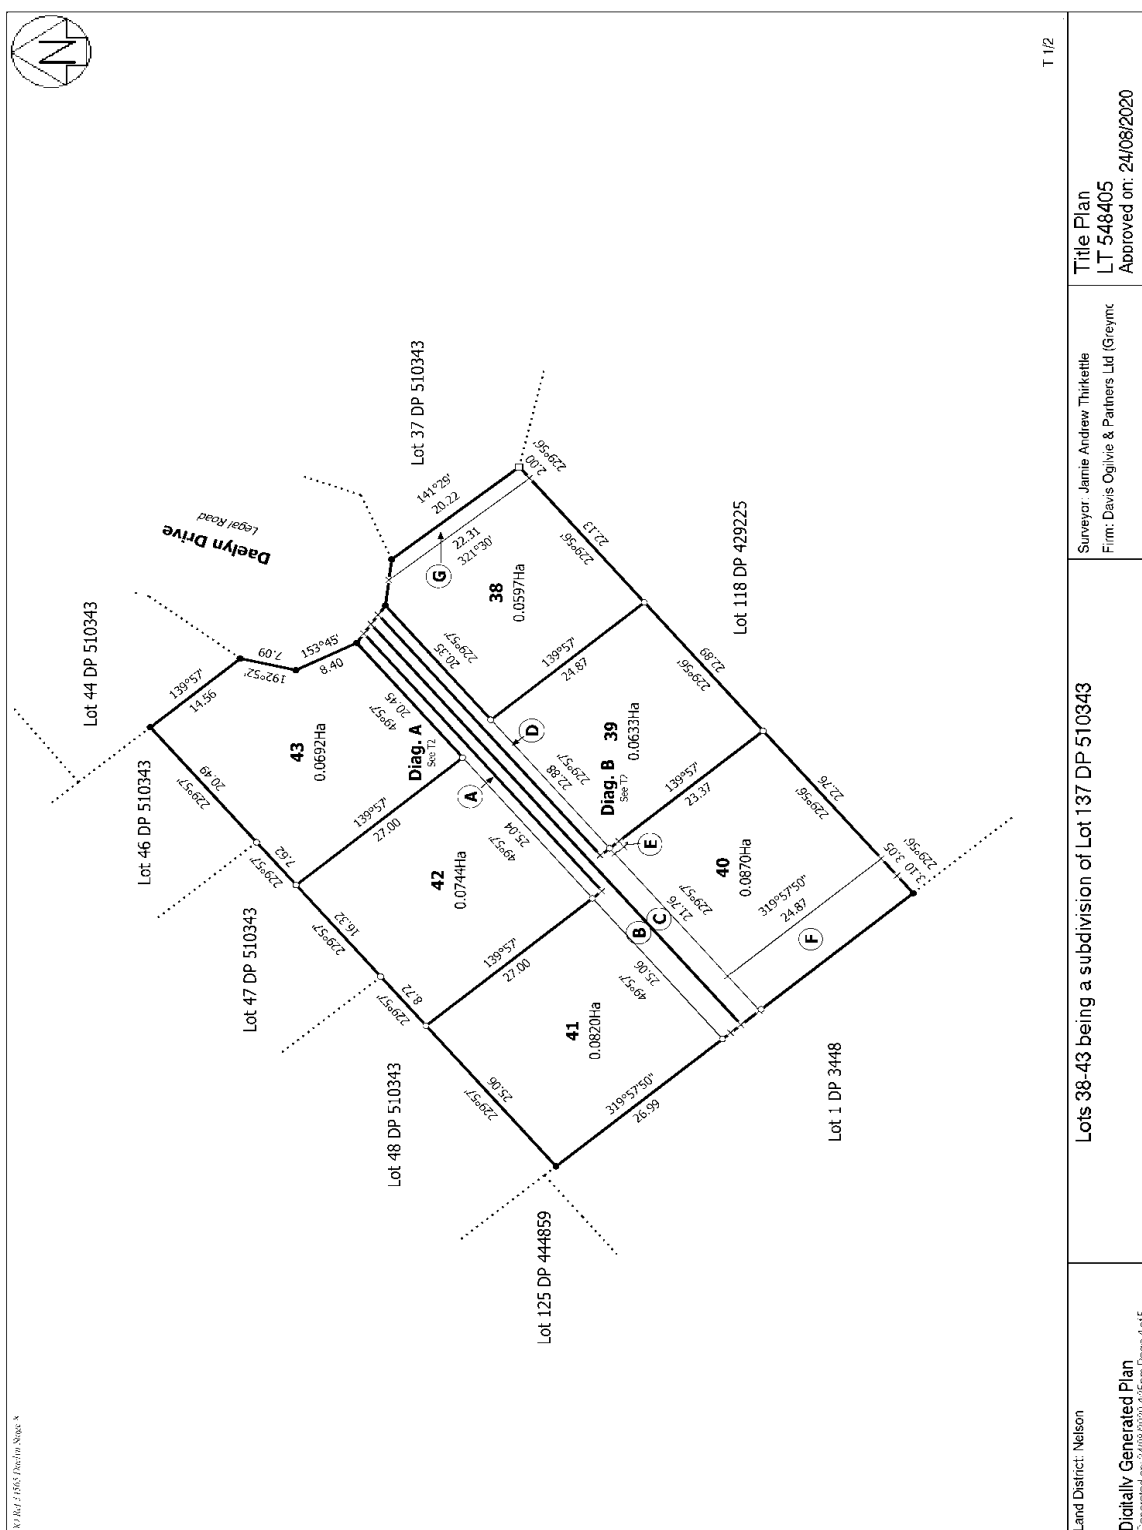 N
T 1/2
Lot 44 DP 510343
Lot 46 DP 510343
Lot 47 DP 510343
Lot 48 DP 510343
Lot 125 DP 444859
Lot 1 DP 3448
Lot 118 DP 429225
Lot 37 DP 510343
Daelyn Drive
Legal Road
139°57'
14.56
7.09
192°52'
153°45'
8.40
20.49
229°57'
43
0.0692Ha
20.45
49°57'
Diag. A
See T2
A
7.62
229°57'
139°57'
27.00
16.32
229°57'
42
0.0744Ha
25.04
49°57'
8.72
229°57'
139°57'
27.00
25.06
229°57'
41
0.0820Ha
25.06
49°57'
319°57'50"
26.99
B
C
141°29'
20.22
22.31
321°30'
G
2.00
229°56'
38
0.0597Ha
20.35
229°57'
22.13
229°56'
139°57'
24.87
D
39
0.0633Ha
22.88
229°57'
Diag. B
See T2
22.89
229°56'
139°57'
23.37
E
40
0.0870Ha
21.76
229°57'
22.76
229°56'
319°57'50"
24.87
F
3.10
3.05
229°56'
Land District: Nelson
Digitally Generated Plan
Lots 38-43 being a subdivision of Lot 137 DP 510343
Surveyor: Jamie Andrew Thirkettle
Firm: Davis Ogilvie & Partners Ltd (Greymo
Title Plan
LT 548405
Approved on: 24/08/2020